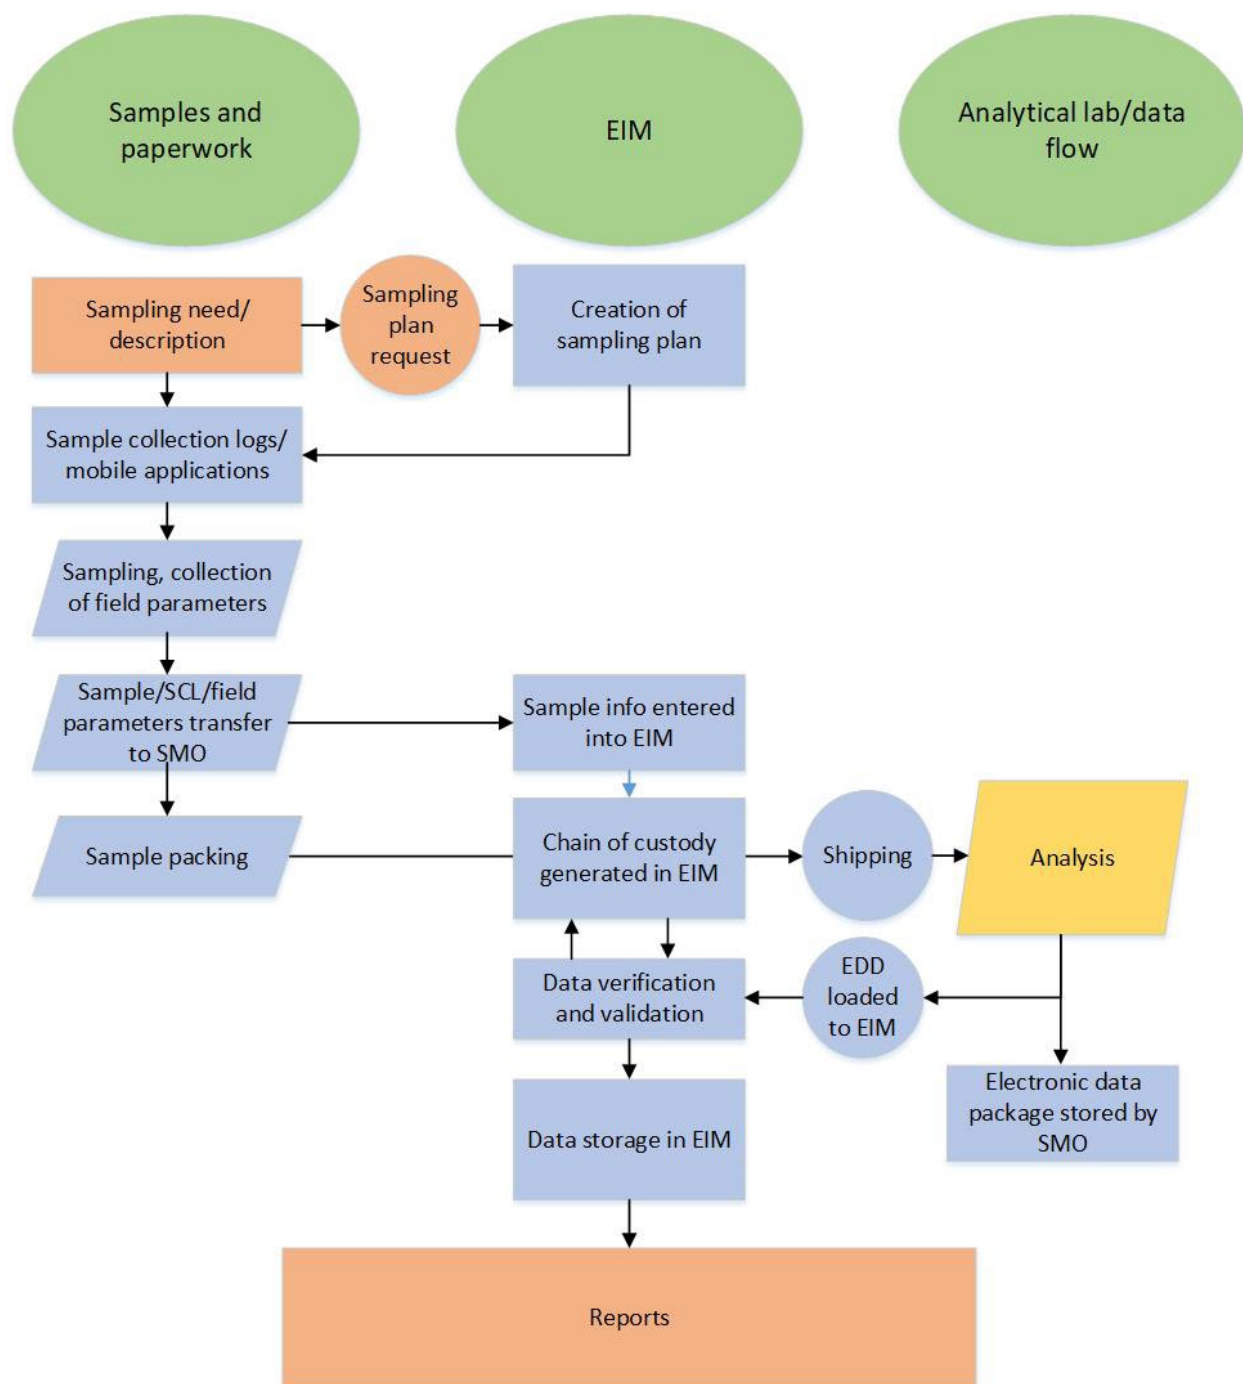 Samples and
paperwork
EIM
Analytical lab/data
flow
Sampling need/
description
Sampling
plan
request
Creation of
sampling plan
Sample collection logs/
mobile applications
Sampling, collection
of field parameters
Sample/SCL/field
parameters transfer
to SMO
Sample info entered
into EIM
Sample packing
Chain of custody
generated in EIM
Shipping
Analysis
Data verification
and validation
EDD
loaded
to EIM
Electronic data
package stored by
SMO
Data storage in EIM
Reports